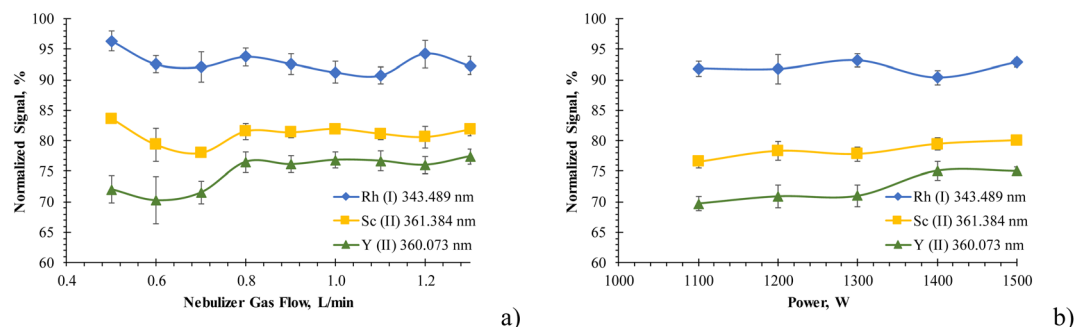 100
95
90
85
80
75
70
65
60
Normalized Signal, %
Rh (I) 343.489 nm
Sc (II) 361.384 nm
Y (II) 360.073 nm
0.4 0.6 0.8 1.0 1.2
Nebulizer Gas Flow, L/min
a)
100
95
90
85
80
75
70
65
60
Normalized Signal, %
Rh (I) 343.489 nm
Sc (II) 361.384 nm
Y (II) 360.073 nm
1000 1100 1200 1300 1400 1500
Power, W
b)